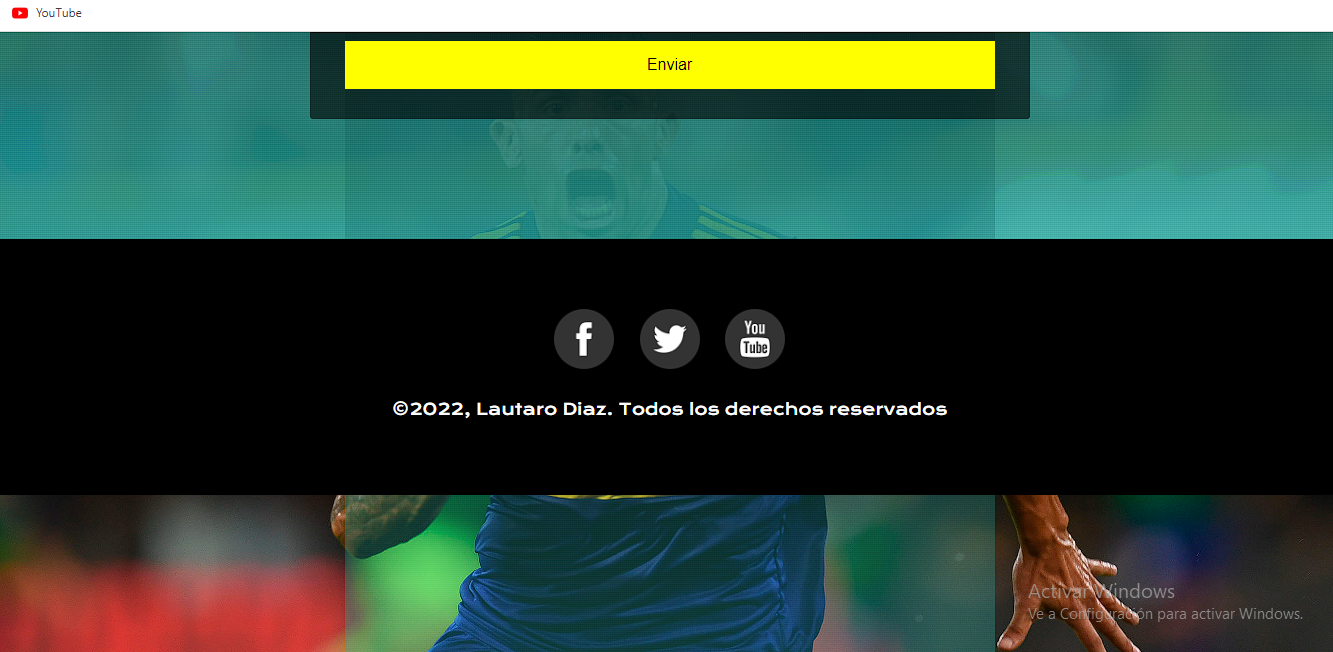 YouTube
Enviar
f
You
Tube
©2022, Lautaro Diaz. Todos los derechos reservados
Activar Windows
Ve a Configuración para activar Windows.